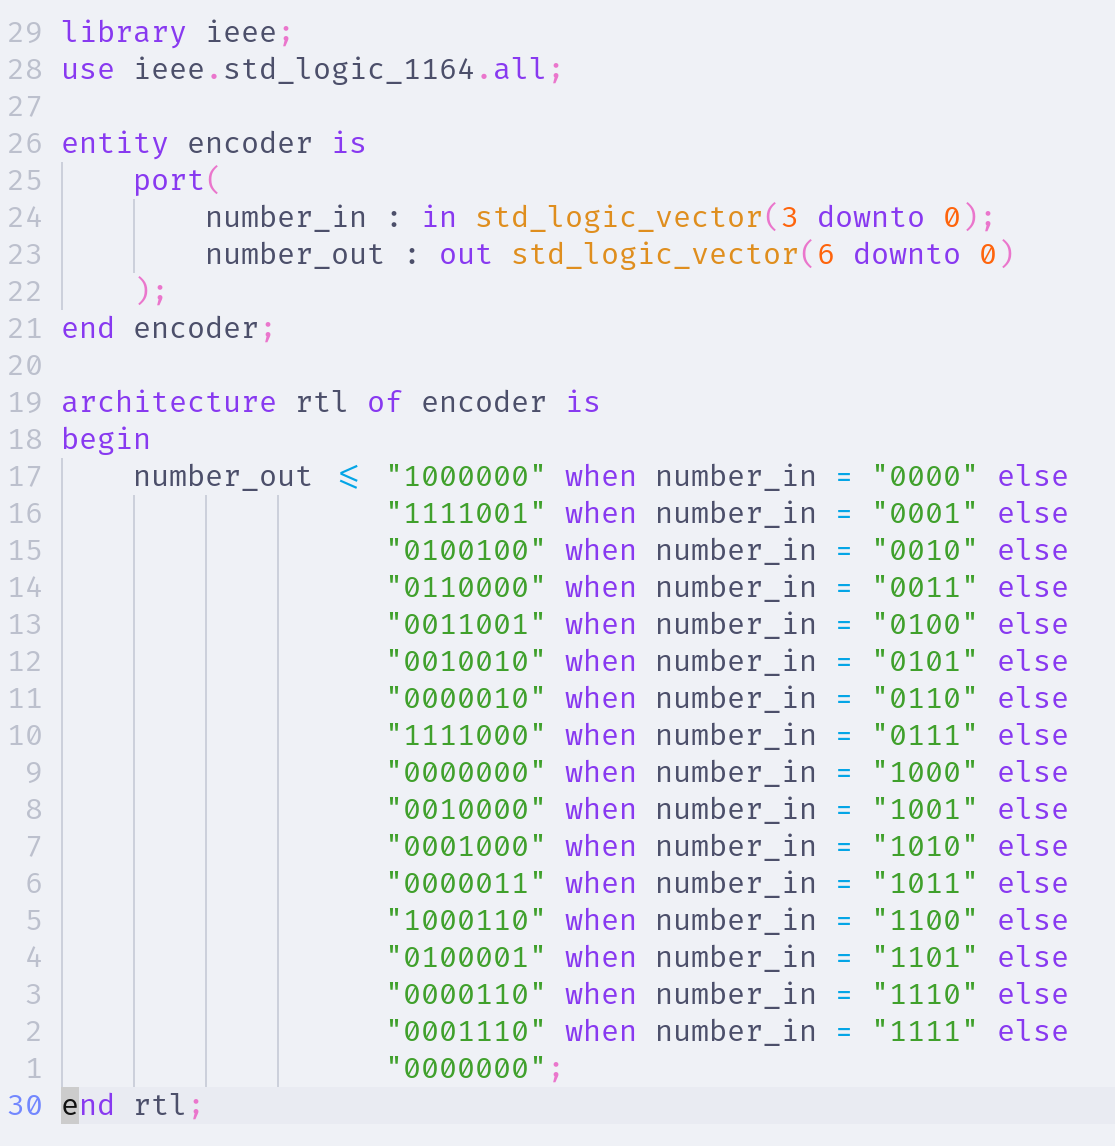 29 library ieee;
28 use ieee.std_logic_1164.all;
27
26 entity encoder is
25     port(
24         number_in : in std_logic_vector(3 downto 0);
23         number_out : out std_logic_vector(6 downto 0)
22     );
21 end encoder;
20
19 architecture rtl of encoder is
18 begin
17     number_out <= "1000000" when number_in = "0000" else
16                   "1111001" when number_in = "0001" else
15                   "0100100" when number_in = "0010" else
14                   "0110000" when number_in = "0011" else
13                   "0011001" when number_in = "0100" else
12                   "0010010" when number_in = "0101" else
11                   "0000010" when number_in = "0110" else
10                   "1111000" when number_in = "0111" else
9                   "0000000" when number_in = "1000" else
8                   "0010000" when number_in = "1001" else
7                   "0001000" when number_in = "1010" else
6                   "0000011" when number_in = "1011" else
5                   "1000110" when number_in = "1100" else
4                   "0100001" when number_in = "1101" else
3                   "0000110" when number_in = "1110" else
2                   "0001110" when number_in = "1111" else
1                   "0000000";
30 end rtl;